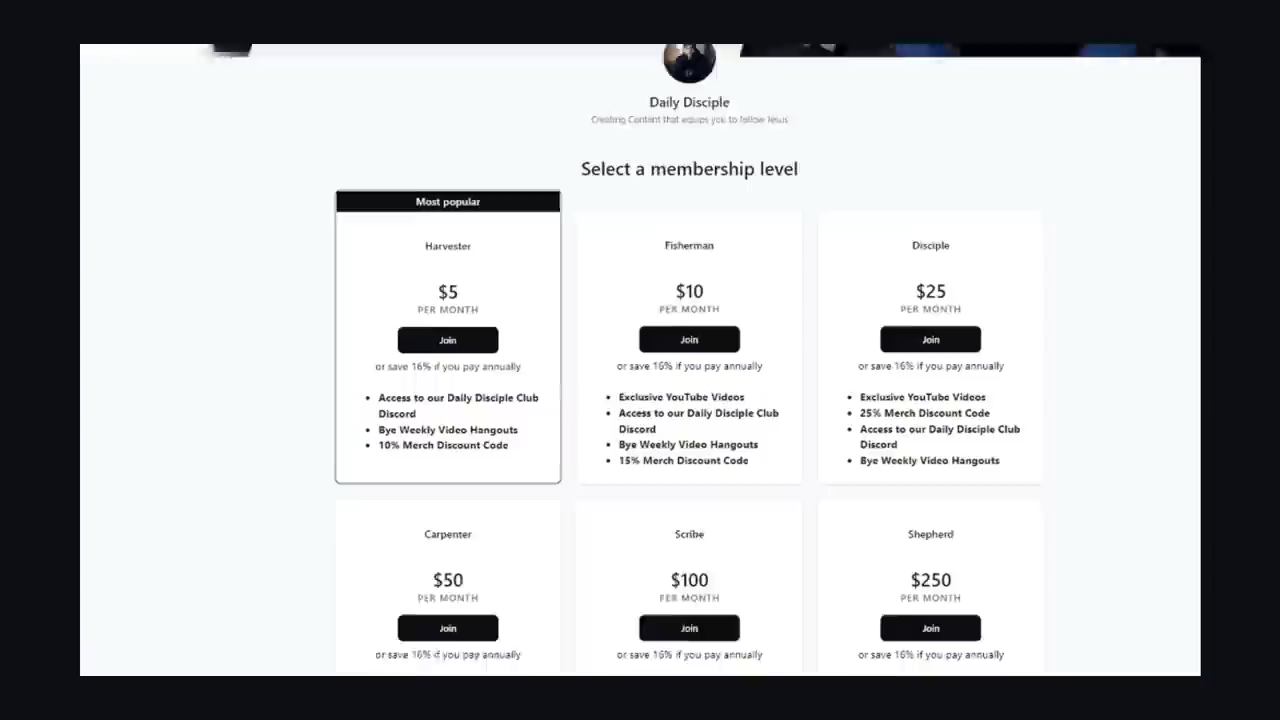 Daily Disciple
Creating Content that equips you to follow Jesus
Select a membership level
Most popular
Harvester
$5
PER MONTH
Join
or save 16% if you pay annually
• Access to our Daily Disciple Club
Discord
• Bye Weekly Video Hangouts
• 10% Merch Discount Code
Fisherman
$10
PER MONTH
Join
or save 16% if you pay annually
• Exclusive YouTube Videos
• Access to our Daily Disciple Club
Discord
• Bye Weekly Video Hangouts
• 15% Merch Discount Code
Disciple
$25
PER MONTH
Join
or save 16% if you pay annually
• Exclusive YouTube Videos
• 25% Merch Discount Code
• Access to our Daily Disciple Club
Discord
• Bye Weekly Video Hangouts
Carpenter
$50
PER MONTH
Join
or save 16% if you pay annually
Scribe
$100
PER MONTH
Join
or save 16% if you pay annually
Shepherd
$250
PER MONTH
Join
or save 16% if you pay annually